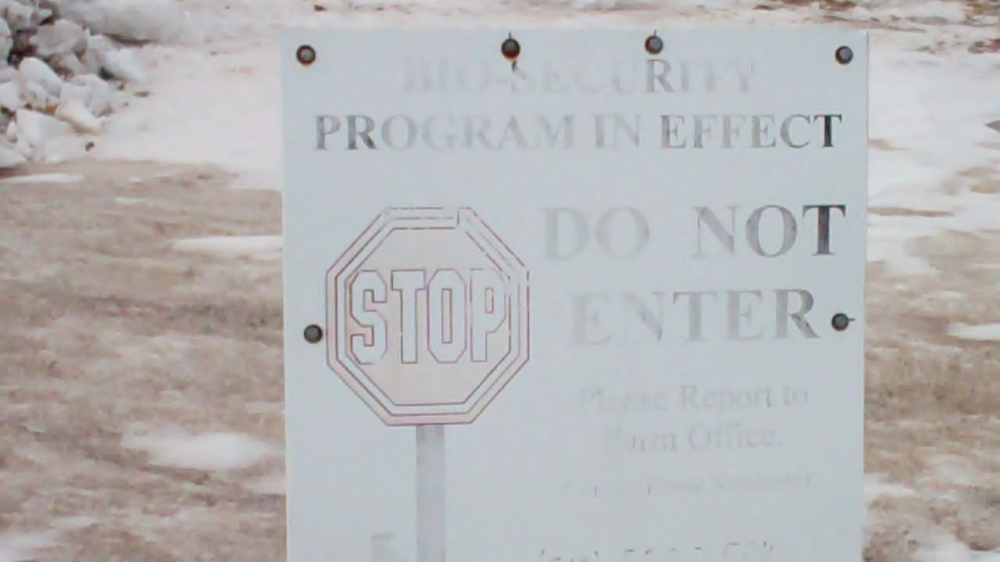 BIO-SECURITY
PROGRAM IN EFFECT
STOP
DO NOT
ENTER
Please Report to
Farm Office.